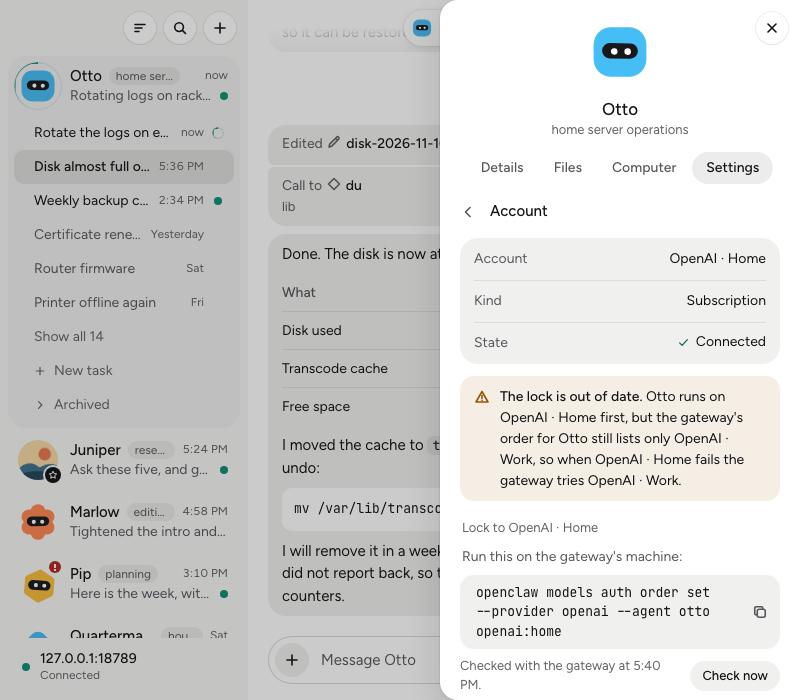 Otto home ser... now
Rotating logs on rack...
Rotate the logs on e... now
Disk almost full o... 5:36 PM
Weekly backup c... 2:34 PM
Certificate rene... Yesterday
Router firmware Sat
Printer offline again Fri
Show all 14
New task
Archived
Juniper rese... 5:24 PM
Ask these five, and g...
Marlow editi... 4:58 PM
Tightened the intro and...
Pip planning 3:10 PM
Here is the week, wit...
Quarterma hou... Sat
127.0.0.1:18789
Connected
so it can be restor
Edited disk-2026-11-1
Call to du
lib
Done. The disk is now at
What
Disk used
Transcode cache
Free space
I moved the cache to
undo:
mv /var/lib/transco
I will remove it in a week
did not report back, so t
counters.
Message Otto
Otto
home server operations
Details Files Computer Settings
Account
Account OpenAI · Home
Kind Subscription
State Connected
The lock is out of date. Otto runs on
OpenAI · Home first, but the gateway's
order for Otto still lists only OpenAI ·
Work, so when OpenAI · Home fails the
gateway tries OpenAI · Work.
Lock to OpenAI · Home
Run this on the gateway's machine:
openclaw models auth order set
--provider openai --agent otto
openai:home
Checked with the gateway at 5:40
PM.
Check now